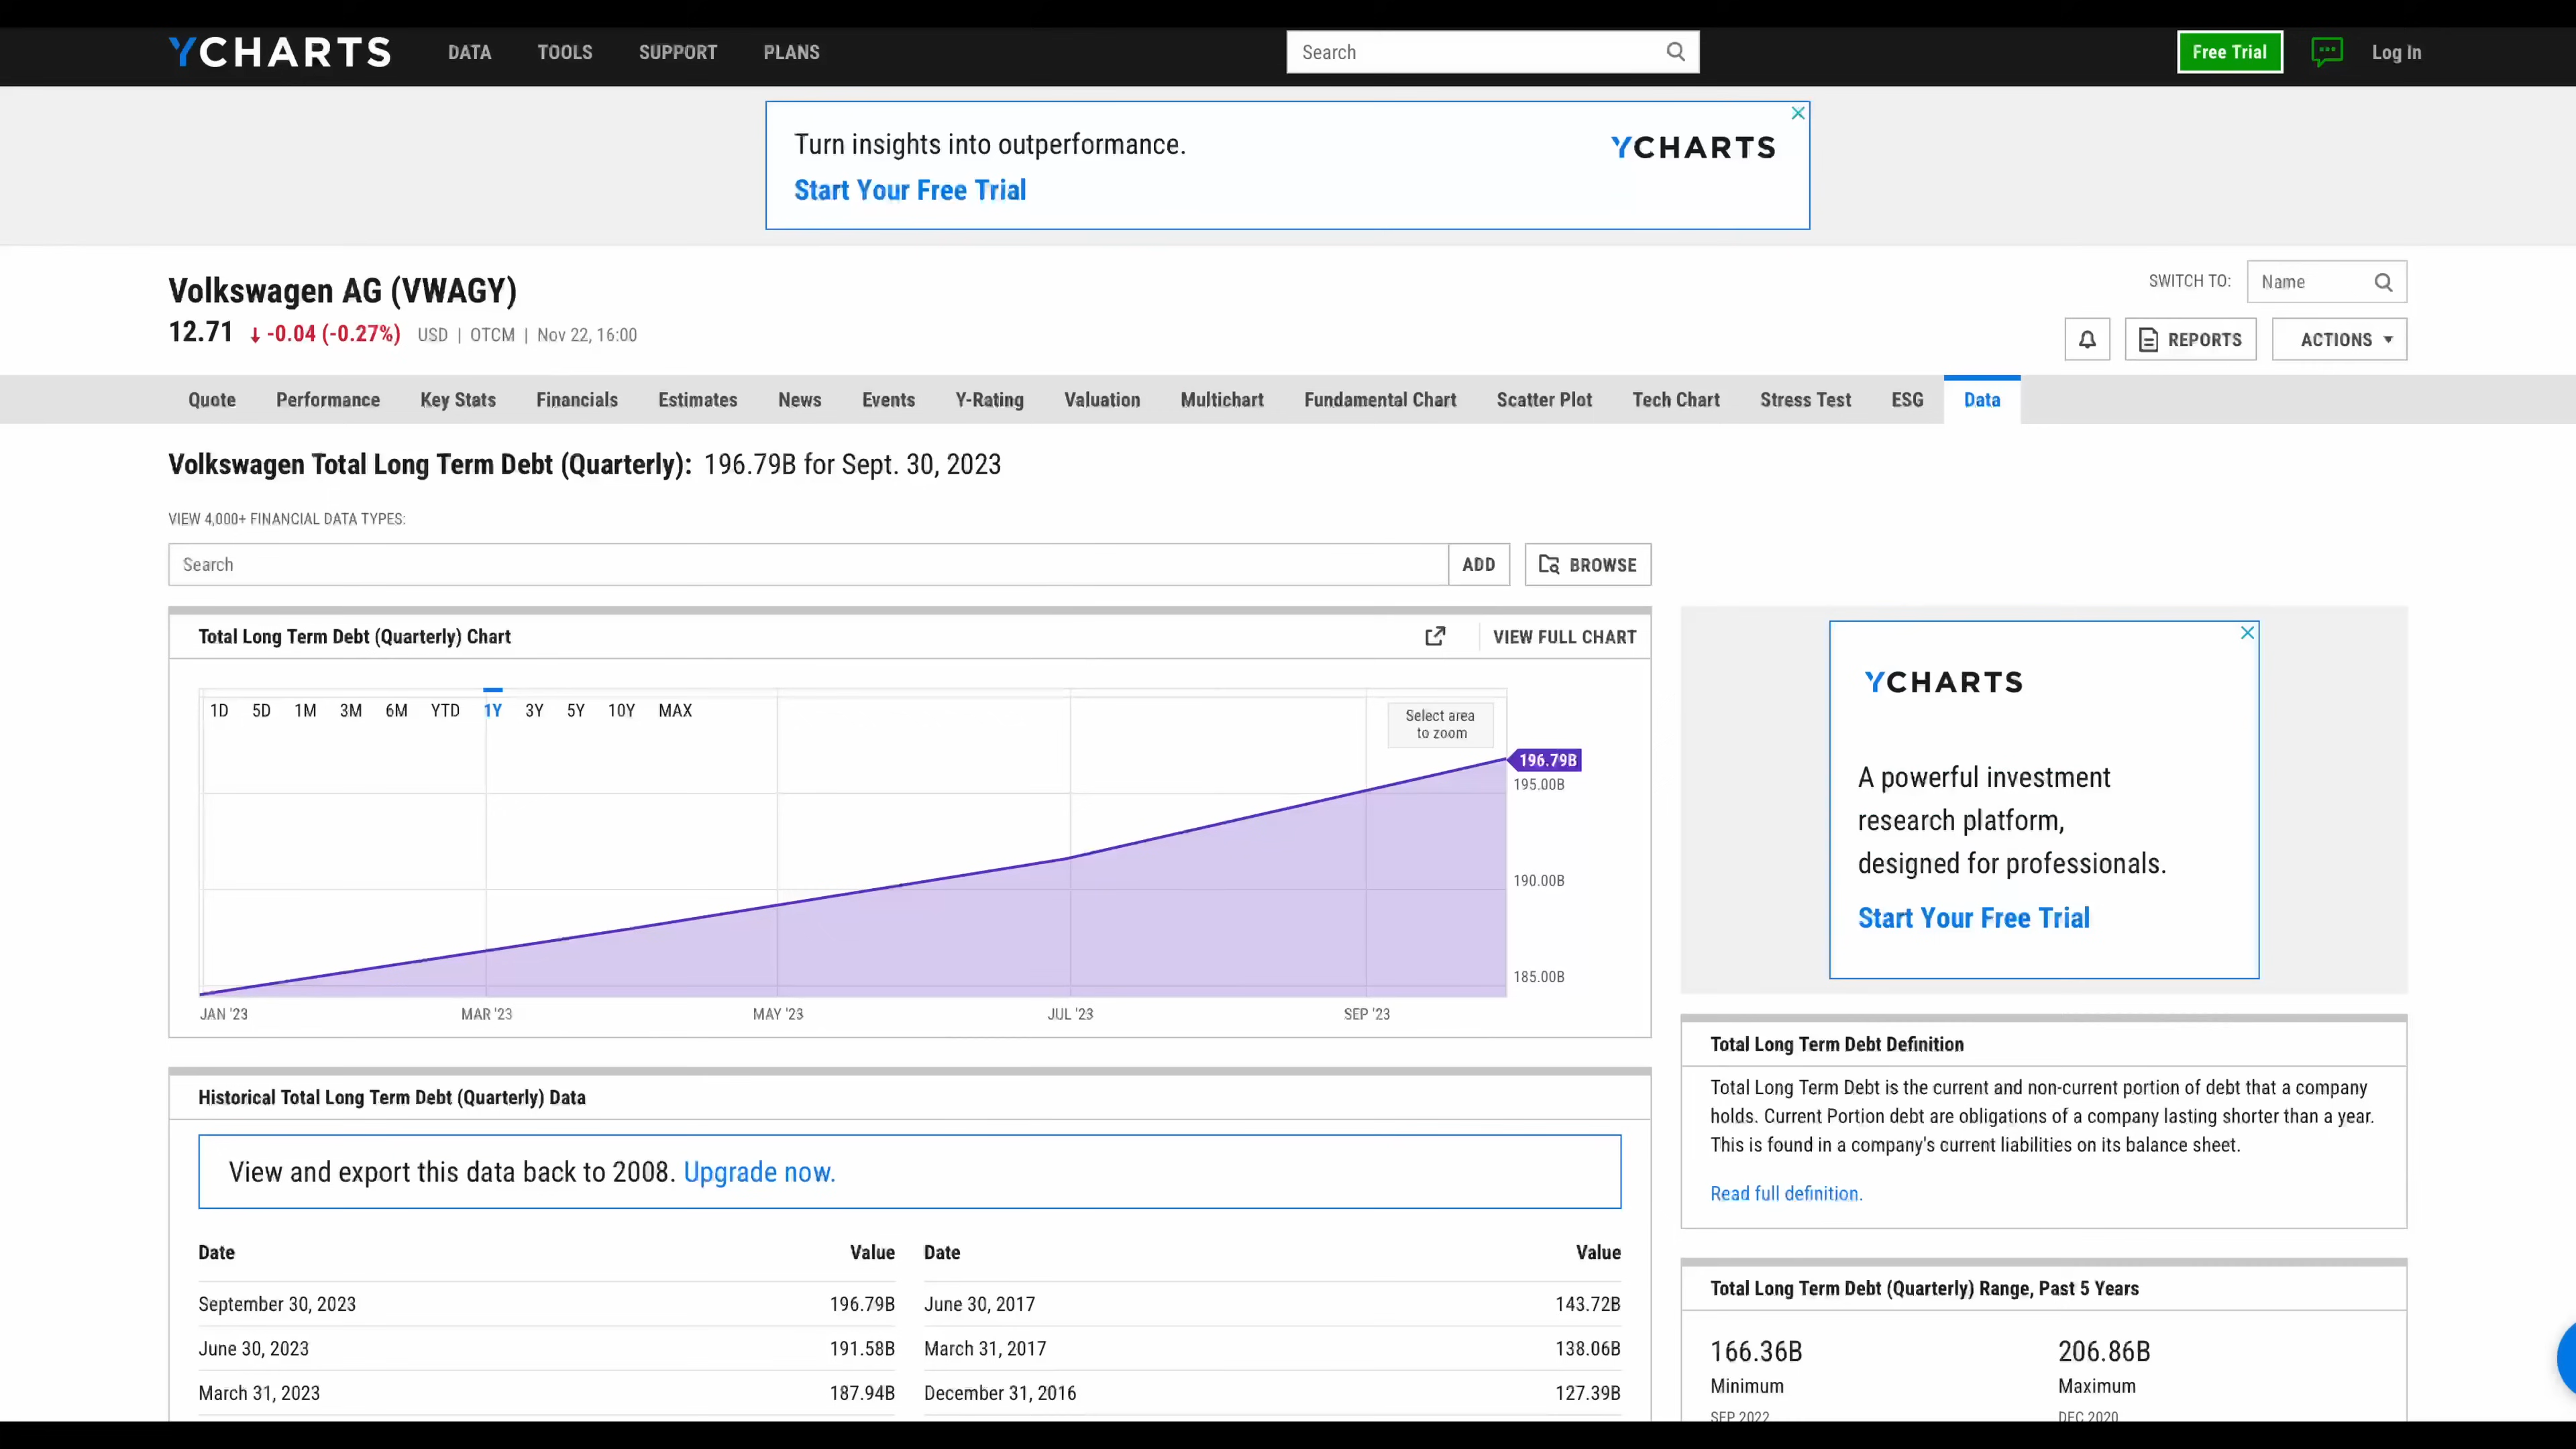 YCHARTS DATA TOOLS SUPPORT PLANS Search Free Trial Log In
Turn insights into outperformance.
YCHARTS
Start Your Free Trial
Volkswagen AG (VWAGY)
12.71 -0.04 (-0.27%) USD | OTCM | Nov 22, 16:00
SWITCH TO: Name
REPORTS ACTIONS
Quote Performance Key Stats Financials Estimates News Events Y-Rating Valuation Multichart Fundamental Chart Scatter Plot Tech Chart Stress Test ESG Data
Volkswagen Total Long Term Debt (Quarterly): 196.79B for Sept. 30, 2023
VIEW 4,000+ FINANCIAL DATA TYPES:
Search ADD BROWSE
Total Long Term Debt (Quarterly) Chart VIEW FULL CHART
1D 5D 1M 3M 6M YTD 1Y 3Y 5Y 10Y MAX
Select area
to zoom
196.79B
195.00B
190.00B
185.00B
JAN '23 MAR '23 MAY '23 JUL '23 SEP '23
YCHARTS
A powerful investment
research platform,
designed for professionals.
Start Your Free Trial
Total Long Term Debt Definition
Total Long Term Debt is the current and non-current portion of debt that a company
holds. Current Portion debt are obligations of a company lasting shorter than a year.
This is found in a company's current liabilities on its balance sheet.
Read full definition.
Historical Total Long Term Debt (Quarterly) Data
View and export this data back to 2008. Upgrade now.
Date Value Date Value
September 30, 2023 196.79B June 30, 2017 143.72B
June 30, 2023 191.58B March 31, 2017 138.06B
March 31, 2023 187.94B December 31, 2016 127.39B
Total Long Term Debt (Quarterly) Range, Past 5 Years
166.36B 206.86B
Minimum Maximum
SEP 2022 DEC 2020